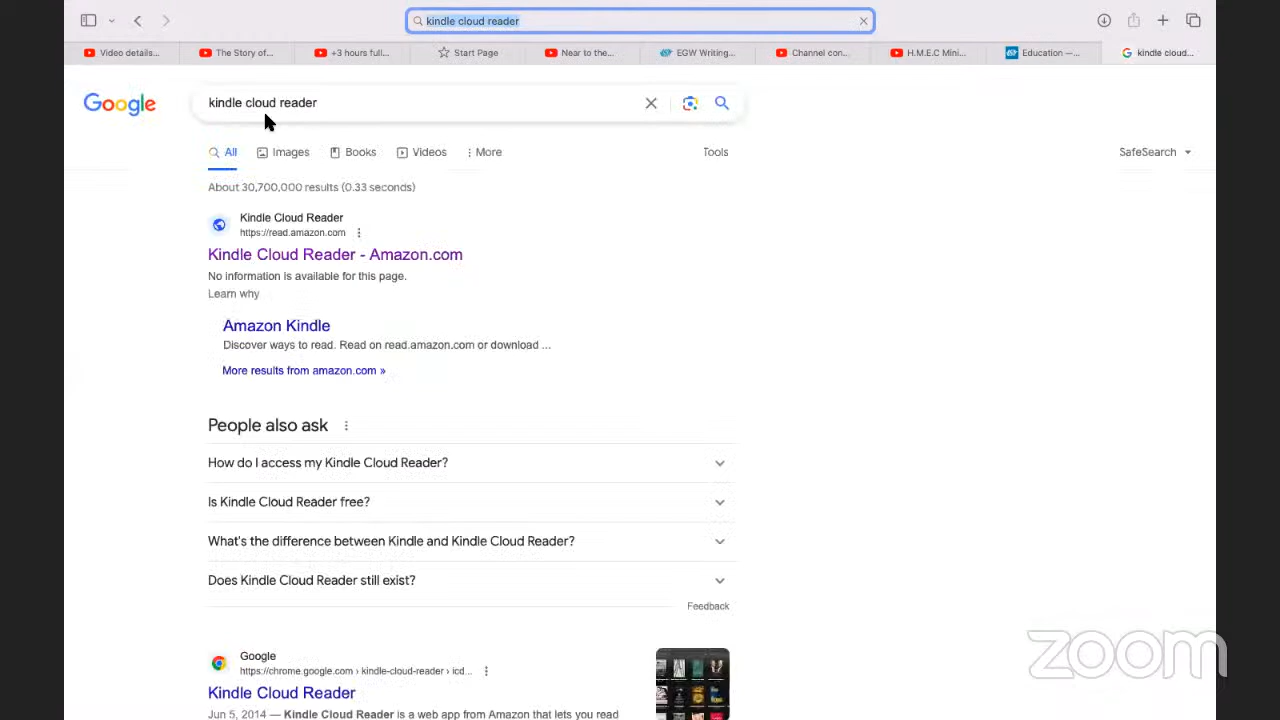 kindle cloud reader
Video details...
The Story of...
+3 hours full...
Start Page
Near to the...
EGW Writing...
Channel con...
H.M.E.C Mini...
Education —...
kindle cloud...
Google
kindle cloud reader
All
Images
Books
Videos
More
Tools
SafeSearch
About 30,700,000 results (0.33 seconds)
Kindle Cloud Reader
https://read.amazon.com
Kindle Cloud Reader - Amazon.com
No information is available for this page.
Learn why
Amazon Kindle
Discover ways to read. Read on read.amazon.com or download ...
More results from amazon.com »
People also ask
How do I access my Kindle Cloud Reader?
Is Kindle Cloud Reader free?
What's the difference between Kindle and Kindle Cloud Reader?
Does Kindle Cloud Reader still exist?
Feedback
Google
https://chrome.google.com › kindle-cloud-reader › icd...
Kindle Cloud Reader
Kindle Cloud Reader
web app from Amazon that lets you read
zoom